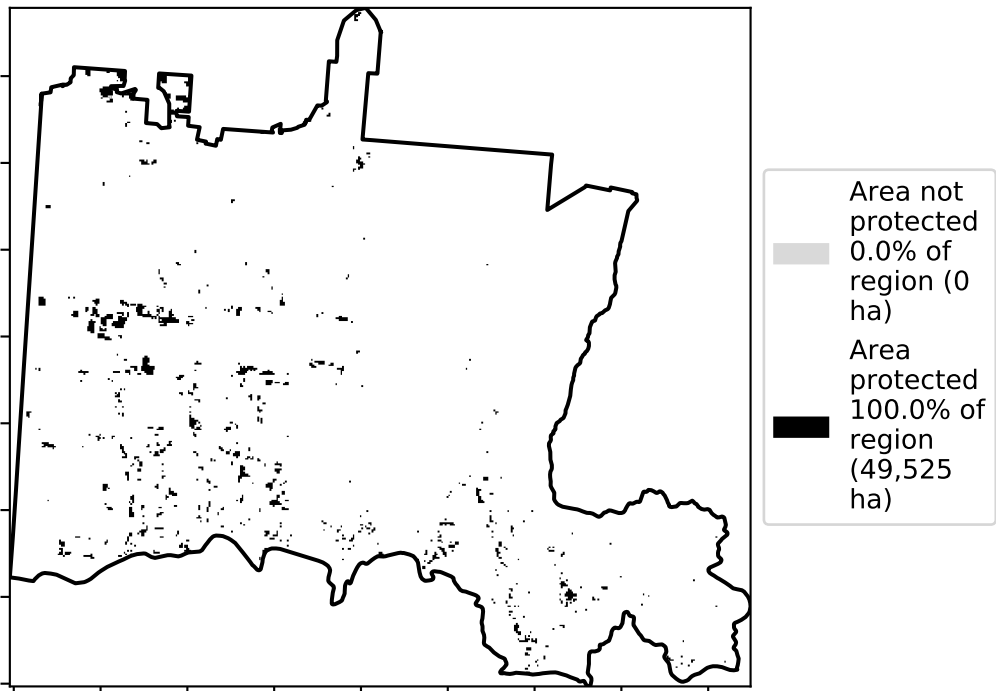 Area not
protected
0.0% of
region (0
ha)
Area
protected
100.0% of
region
(49,525
ha)